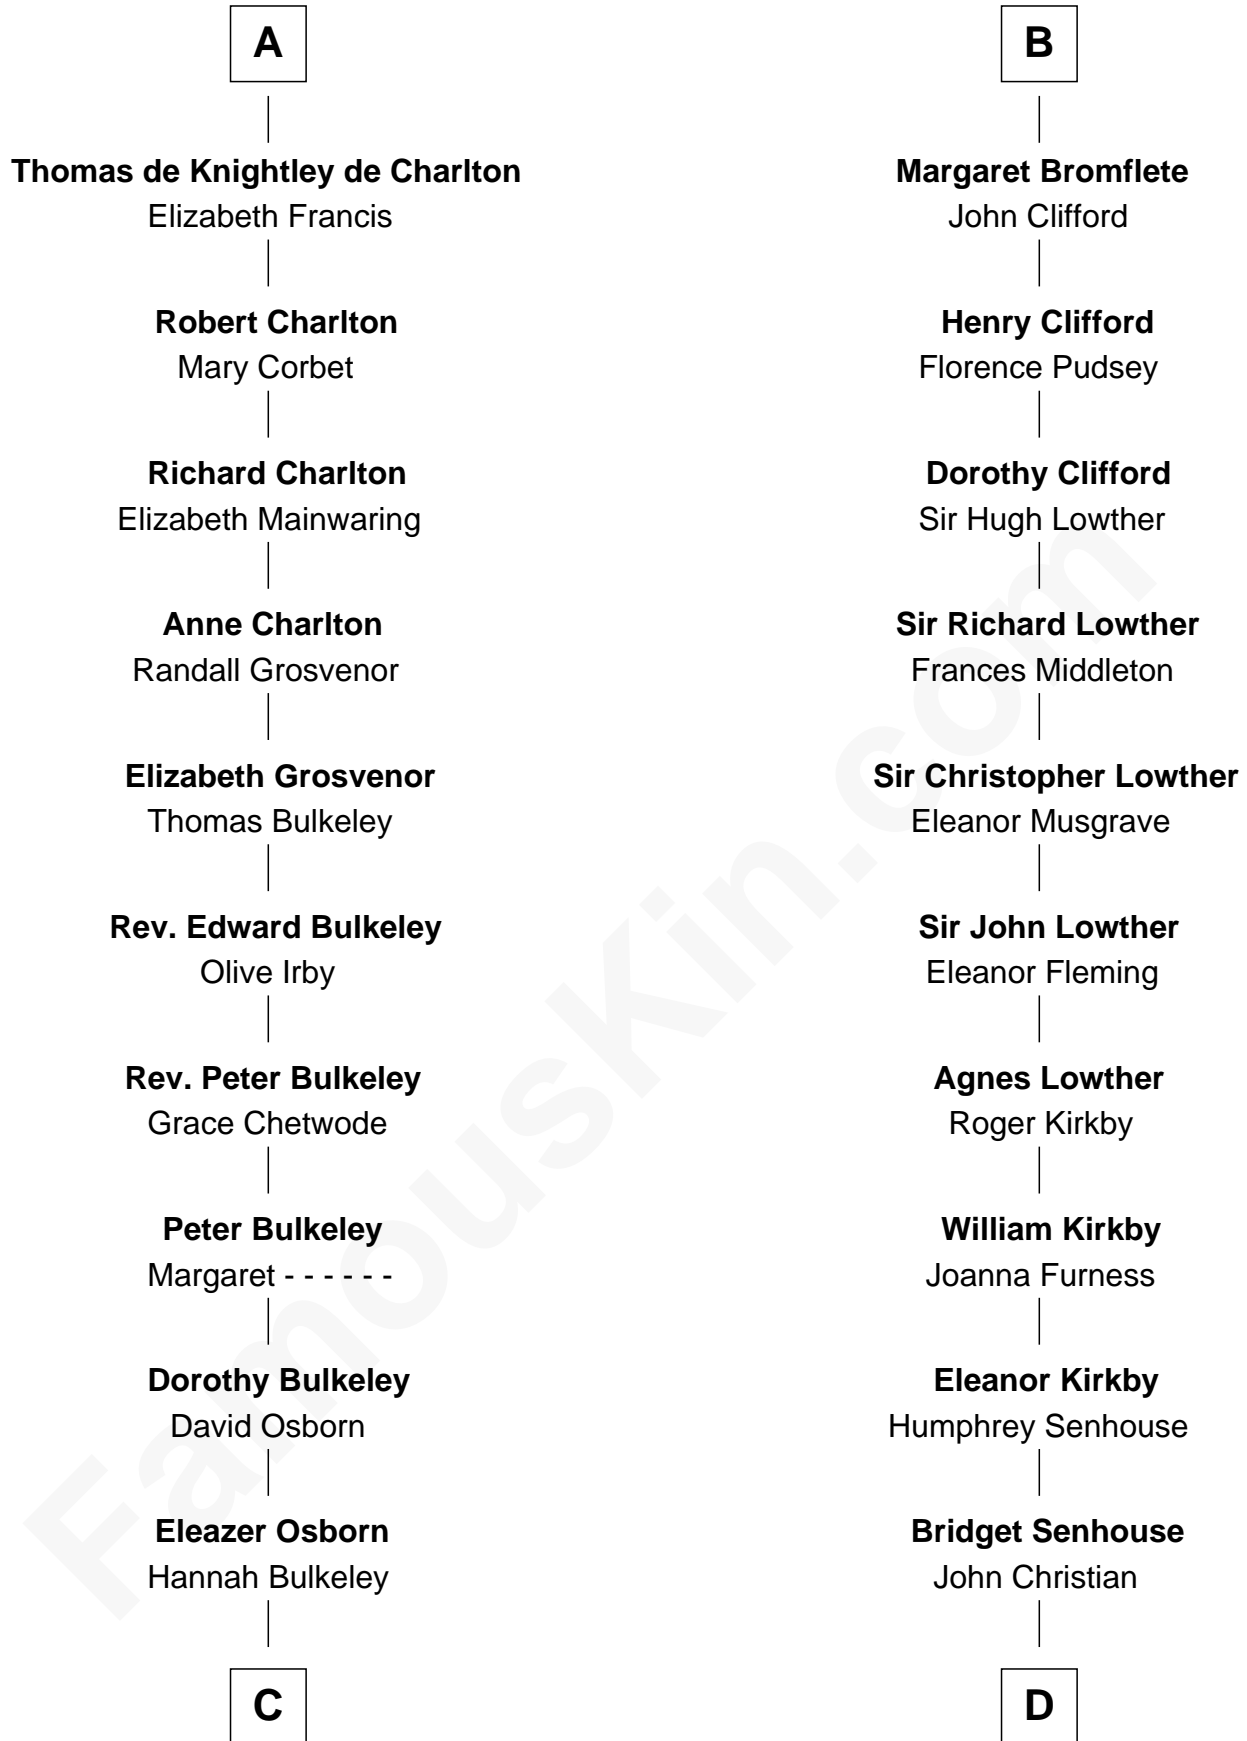 A
Thomas de Knightley de Charlton
Elizabeth Francis
Robert Charlton
Mary Corbet
Richard Charlton
Elizabeth Mainwaring
Anne Charlton
Randall Grosvenor
Elizabeth Grosvenor
Thomas Bulkeley
Rev. Edward Bulkeley
Olive Irby
Rev. Peter Bulkeley
Grace Chetwode
Peter Bulkeley
Margaret - - - - - -
Dorothy Bulkeley
David Osborn
Eleazer Osborn
Hannah Bulkeley
C
B
Margaret Bromflete
John Clifford
Henry Clifford
Florence Pudsey
Dorothy Clifford
Sir Hugh Lowther
Sir Richard Lowther
Frances Middleton
Sir Christopher Lowther
Eleanor Musgrave
Sir John Lowther
Eleanor Fleming
Agnes Lowther
Roger Kirkby
William Kirkby
Joanna Furness
Eleanor Kirkby
Humphrey Senhouse
Bridget Senhouse
John Christian
D
FamousKin.com